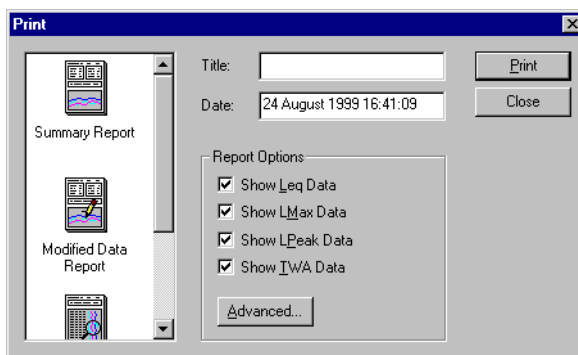 Print
Summary Report
Modified Data
Report
Title:
Date: 24 August 1999 16:41:09
Report Options
Show Leq Data
Show LMax Data
Show LPeak Data
Show TWA Data
Advanced...
Print
Close